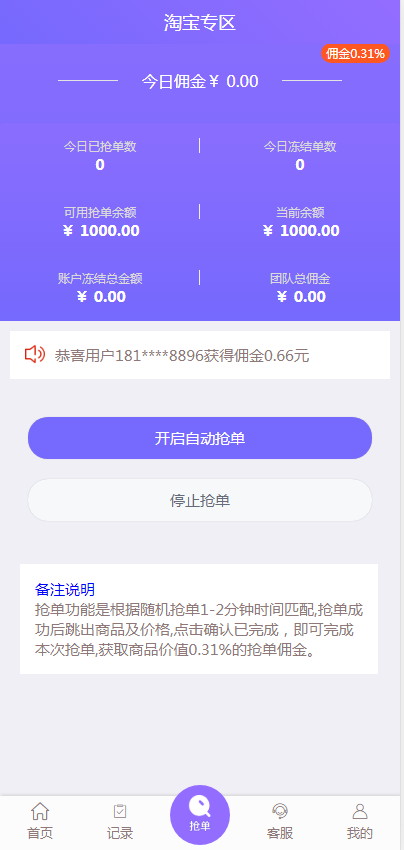 淘宝专区
佣金0.31%
今日佣金￥ 0.00
今日已抢单数
今日冻结单数
0
0
可用抢单余额
当前余额
￥ 1000.00
￥ 1000.00
账户冻结总金额
团队总佣金
￥ 0.00
￥ 0.00
恭喜用户181****8896获得佣金0.66元
开启自动抢单
停止抢单
备注说明
抢单功能是根据随机抢单1-2分钟时间匹配,抢单成
功后跳出商品及价格,点击确认已完成，即可完成
本次抢单,获取商品价值0.31%的抢单佣金。
首页
记录
抢单
客服
我的